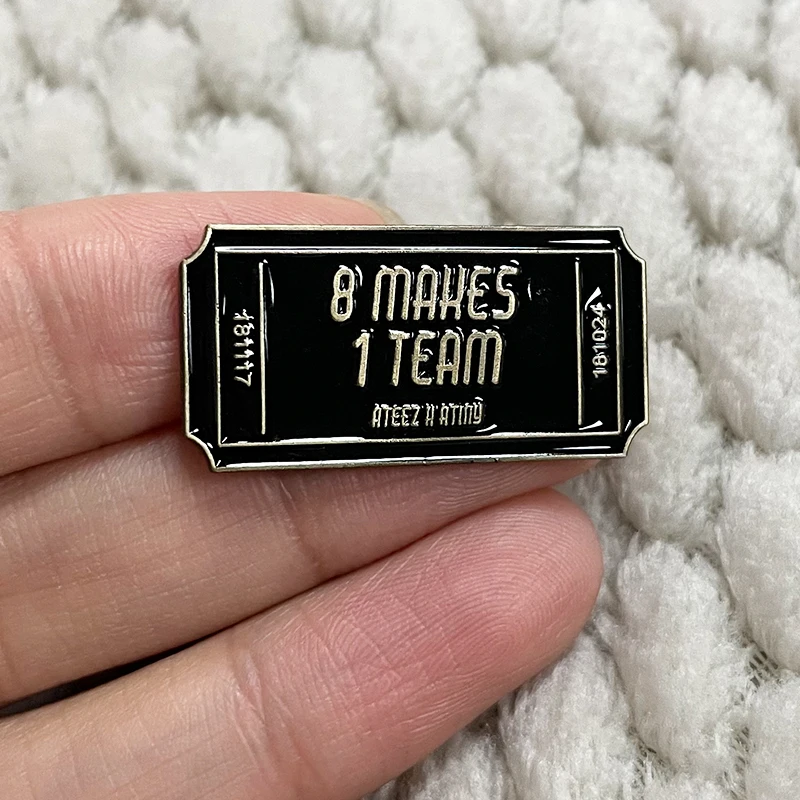 181117
8 MAKES
1 TEAM
ATEEZ X ATINY
181024